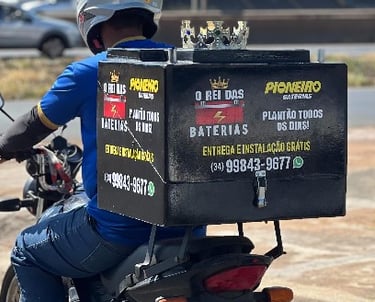 O REI DAS
BATERIAS
PIONEIRO
BATERIAS
PLANTÃO TODOS
OS DIAS!
ENTREGA E INSTALAÇÃO GRÁTIS
(34) 99843-9677
O REI DAS
BATERIAS
PIONEIRO
BATERIAS
PLANTÃO TODOS
OS DIAS!
ENTREGA E INSTALAÇÃO GRÁTIS
(34) 99843-9677